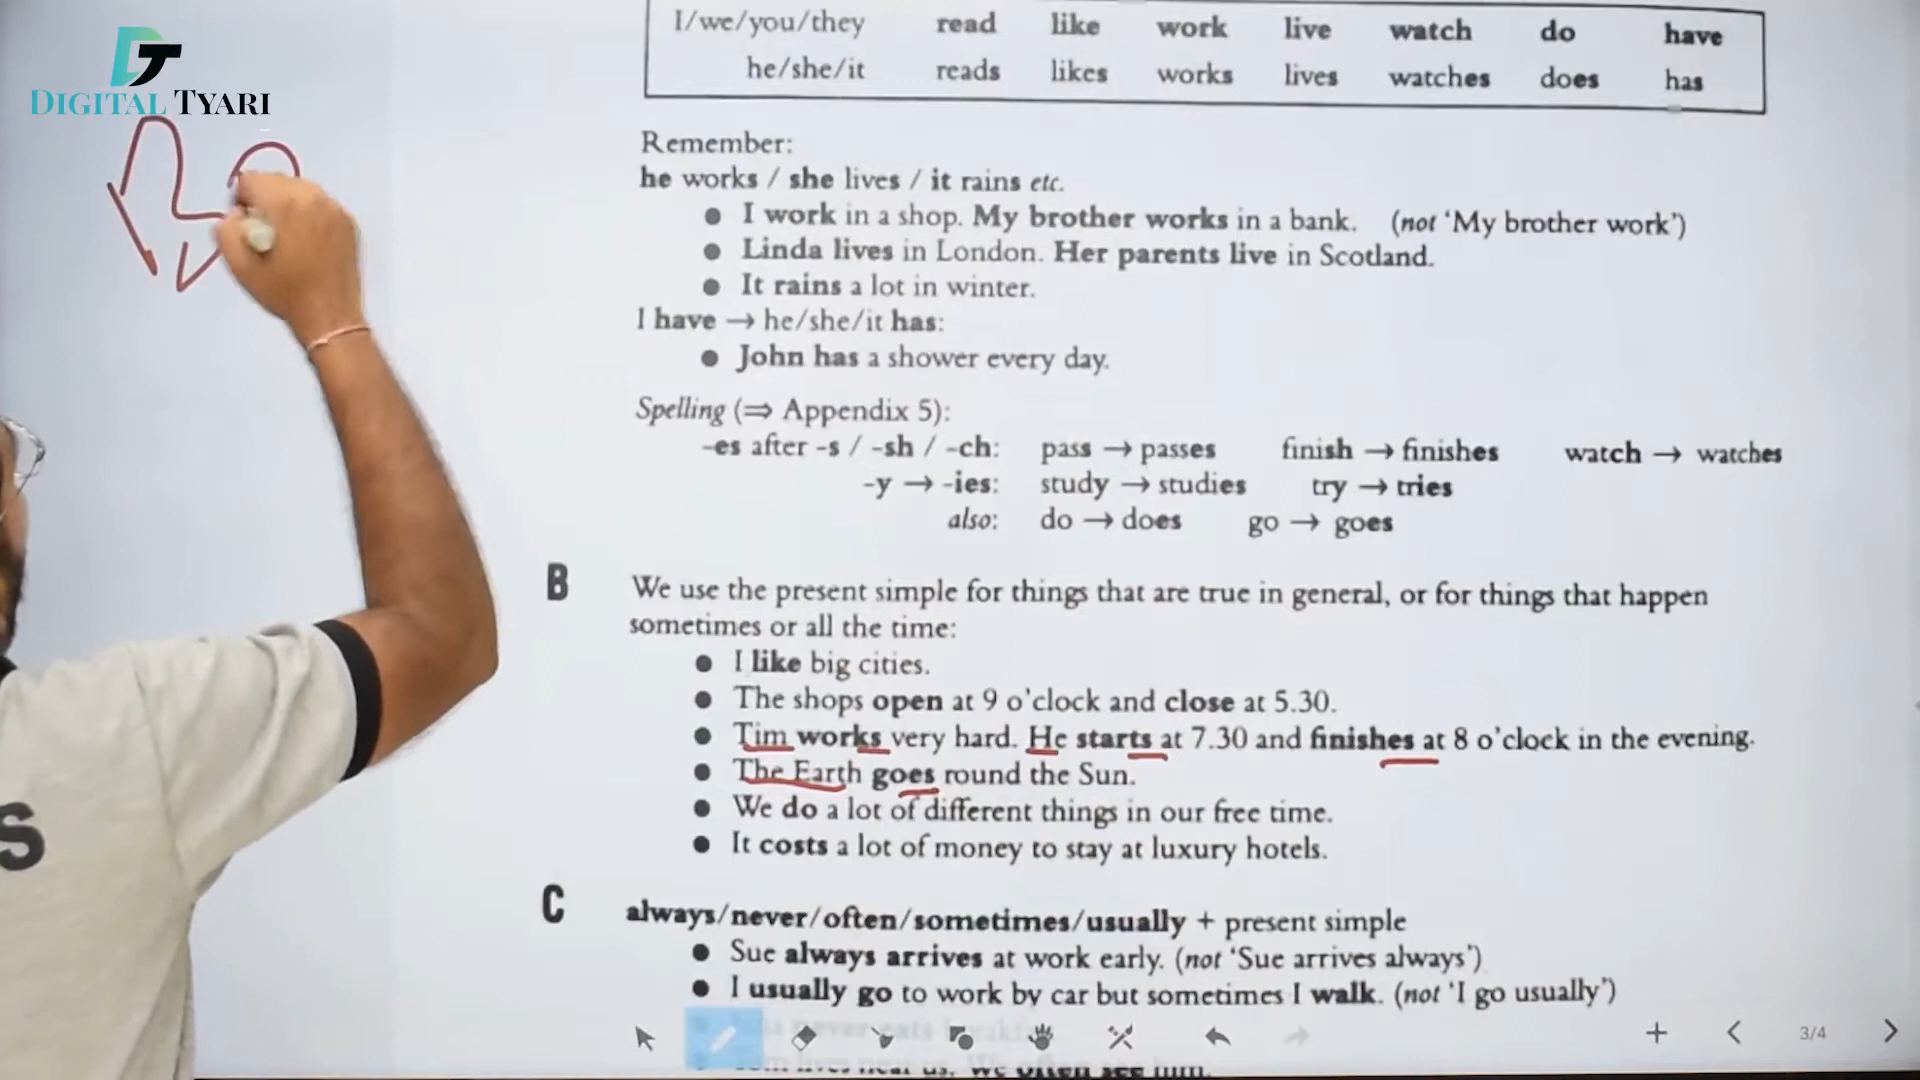 DIGITAL TYARI
I/we/you/they read like work live watch do have
he/she/it reads likes works lives watches does has
Remember:
he works / she lives / it rains etc.
● I work in a shop. My brother works in a bank. (not ‘My brother work’)
● Linda lives in London. Her parents live in Scotland.
● It rains a lot in winter.
I have → he/she/it has:
● John has a shower every day.
Spelling (⇒ Appendix 5):
-es after -s / -sh / -ch: pass → passes finish → finishes watch → watches
-y → -ies: study → studies try → tries
also: do → does go → goes
B We use the present simple for things that are true in general, or for things that happen
sometimes or all the time:
● I like big cities.
● The shops open at 9 o'clock and close at 5.30.
● Tim works very hard. He starts at 7.30 and finishes at 8 o'clock in the evening.
● The Earth goes round the Sun.
● We do a lot of different things in our free time.
● It costs a lot of money to stay at luxury hotels.
C always/never/often/sometimes/usually + present simple
● Sue always arrives at work early. (not ‘Sue arrives always’)
● I usually go to work by car but sometimes I walk. (not ‘I go usually’)
never eats
3/4
lives near us. We often see him.
S